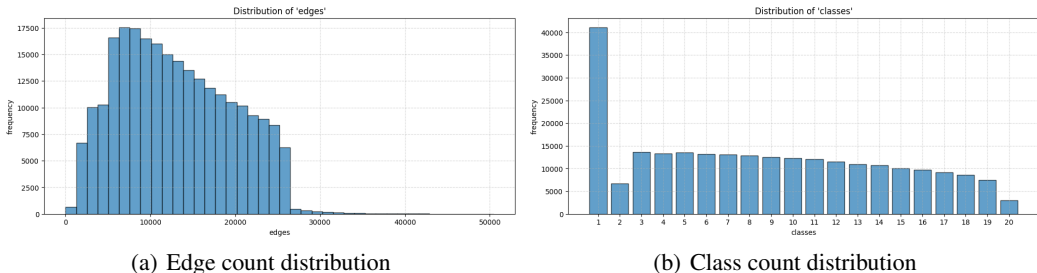 Distribution of 'edges'
frequency
17500
15000
12500
10000
7500
5000
2500
0
0 10000 20000 30000 40000 50000
edges
(a) Edge count distribution
Distribution of 'classes'
frequency
40000
35000
30000
25000
20000
15000
10000
5000
0
1 2 3 4 5 6 7 8 9 10 11 12 13 14 15 16 17 18 19 20
classes
(b) Class count distribution